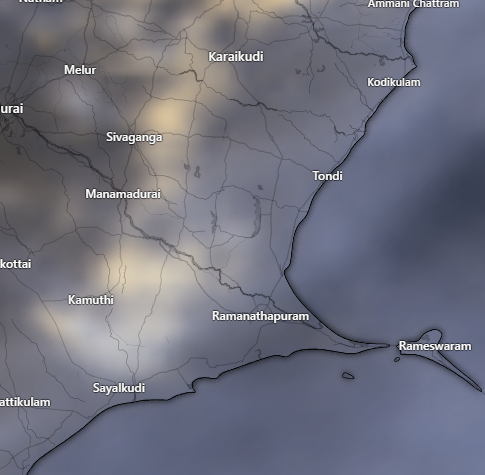 Ammani Chattram
Karaikudi
Melur
Kodikulam
urai
Sivaganga
Tondi
Manamadurai
kottai
Kamuthi
Ramanathapuram
Rameswaram
Sayalkudi
attikulam